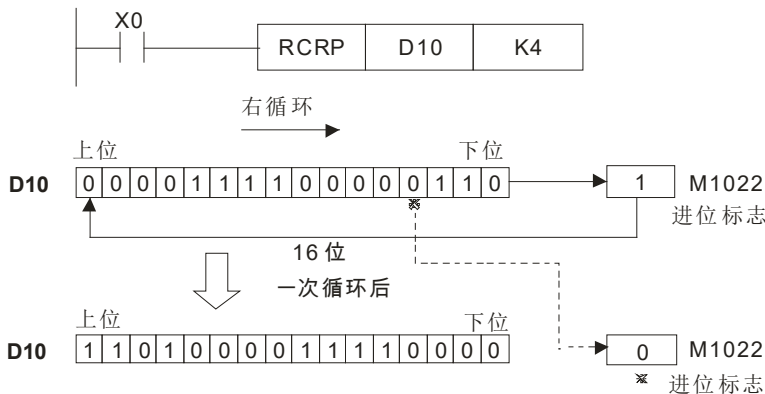 X0
RCRP D10 K4
右循环
上位 下位
D10 0 0 0 0 1 1 1 1 0 0 0 0 0 1 1 0 1 M1022
进位标志
16 位
一次循环后
上位 下位
D10 1 1 0 1 0 0 0 0 1 1 1 1 0 0 0 0 0 M1022
※ 进位标志